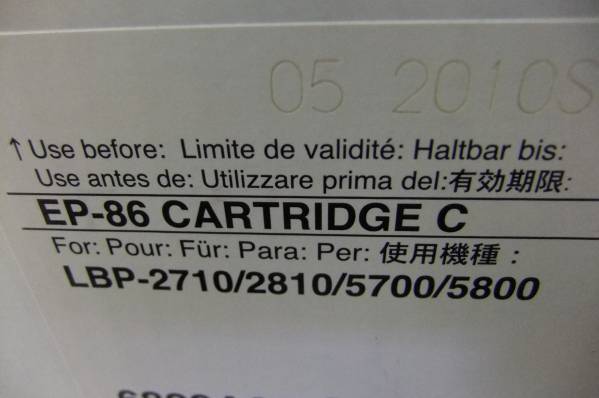 05 2010S
↑Use before: Limite de validité: Haltbar bis:
Use antes de: Utilizzare prima del:有効期限:
EP-86 CARTRIDGE C
For: Pour: Für: Para: Per: 使用機種:
LBP-2710/2810/5700/5800